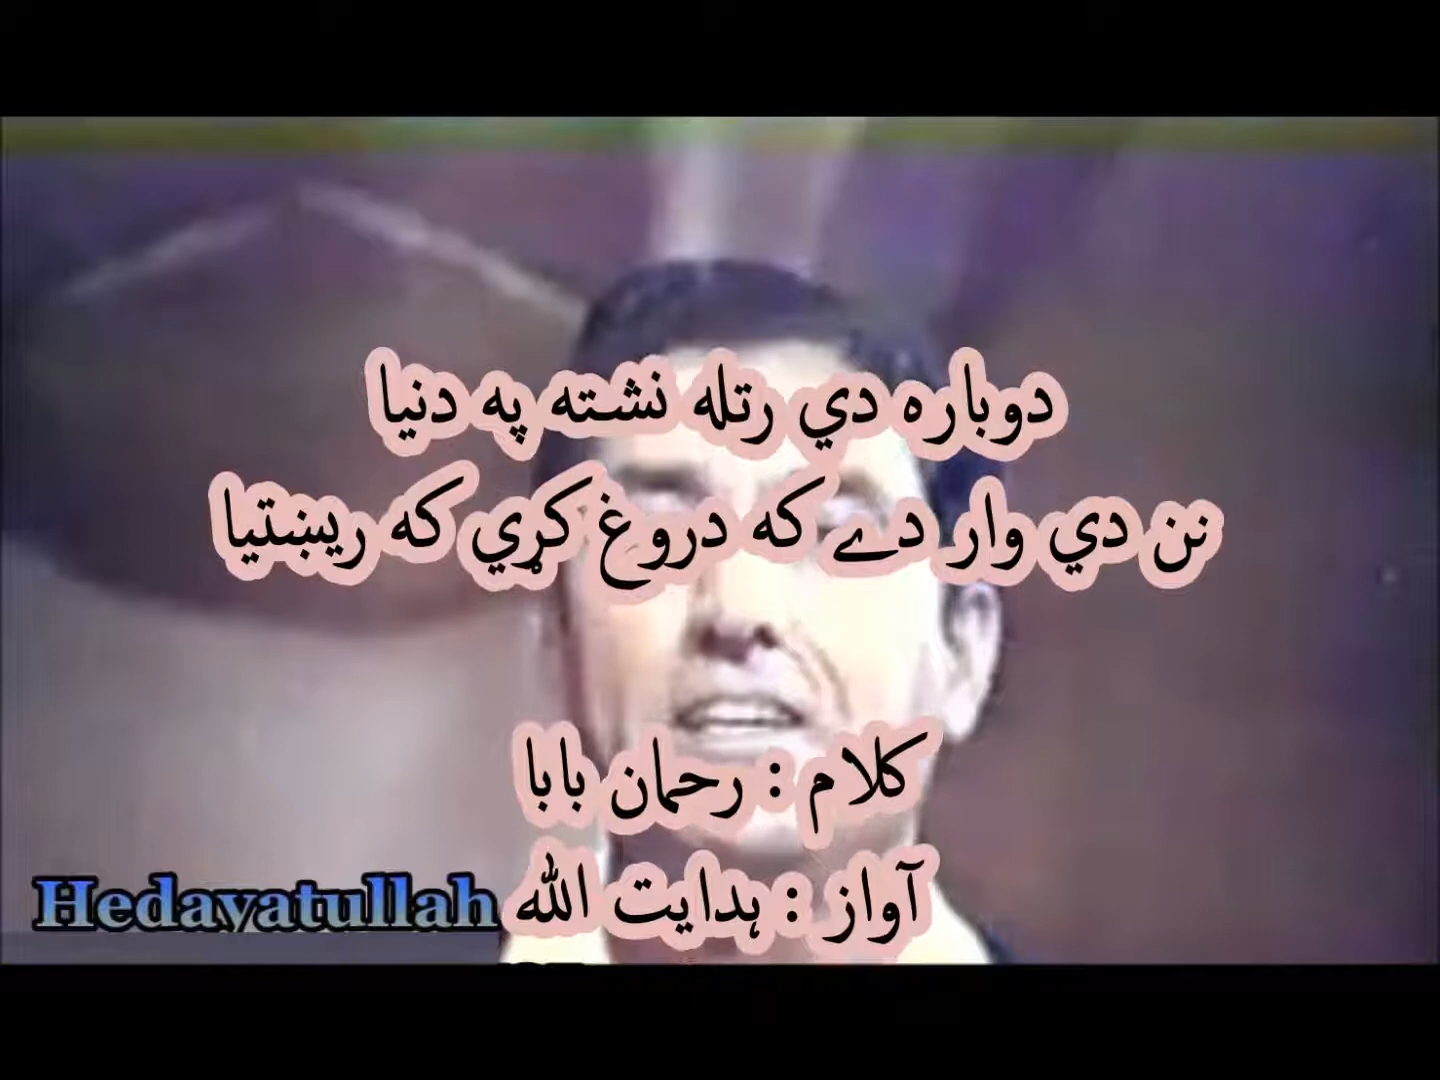 دوباره دي رتله نشته په دنيا
نن دي وار دے که دروغ کړي که ريښتيا
کلام : رحمان بابا
آواز : ہدایت الله
Hedayatullah